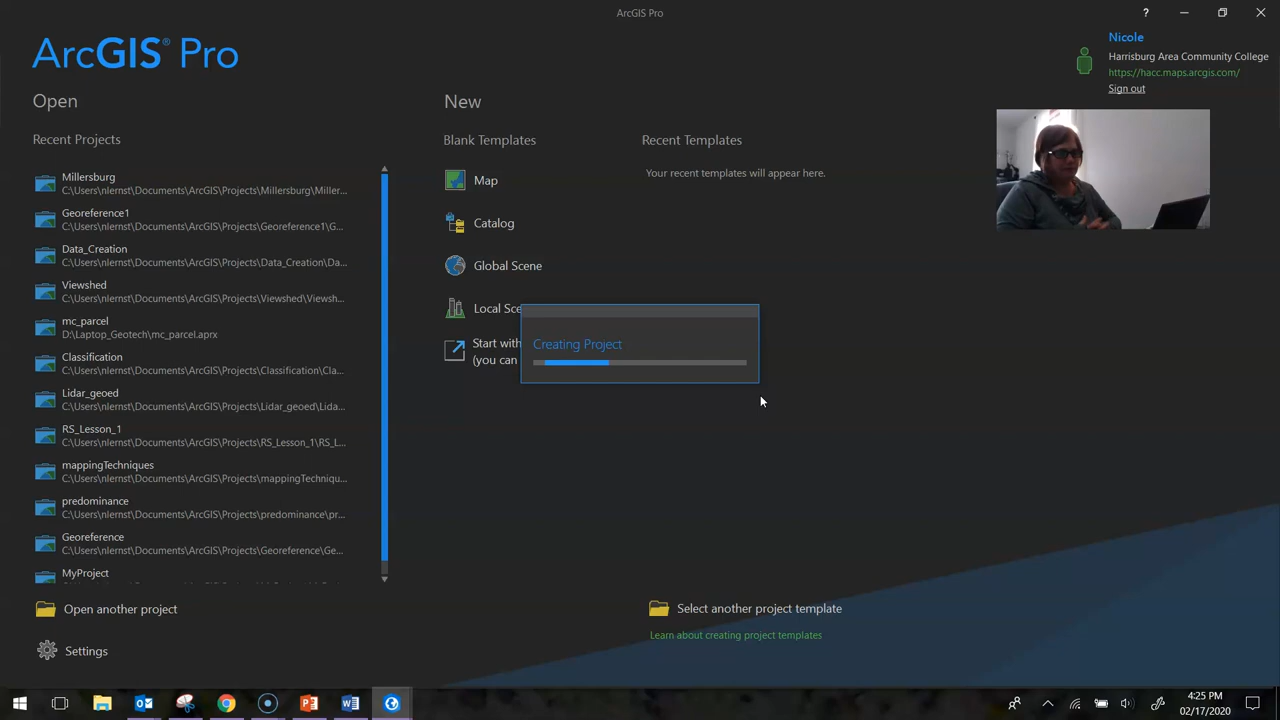 ArcGIS Pro
?
ArcGIS® Pro
Nicole
Harrisburg Area Community College
https://hacc.maps.arcgis.com/
Sign out
Open
Recent Projects
Millersburg
C:\Users\nlernst\Documents\ArcGIS\Projects\Millersburg\Miller...
Georeference1
C:\Users\nlernst\Documents\ArcGIS\Projects\Georeference1\G...
Data_Creation
C:\Users\nlernst\Documents\ArcGIS\Projects\Data_Creation\Da...
Viewshed
C:\Users\nlernst\Documents\ArcGIS\Projects\Viewshed\Viewsh...
mc_parcel
D:\Laptop_Geotech\mc_parcel.aprx
Classification
C:\Users\nlernst\Documents\ArcGIS\Projects\Classification\Cla...
Lidar_geoed
C:\Users\nlernst\Documents\ArcGIS\Projects\Lidar_geoed\Lida...
RS_Lesson_1
C:\Users\nlernst\Documents\ArcGIS\Projects\RS_Lesson_1\RS_L...
mappingTechniques
C:\Users\nlernst\Documents\ArcGIS\Projects\mappingTechniqu...
predominance
C:\Users\nlernst\Documents\ArcGIS\Projects\predominance\pr...
Georeference
C:\Users\nlernst\Documents\ArcGIS\Projects\Georeference\Ge...
MyProject
Open another project
Settings
New
Blank Templates
Map
Catalog
Global Scene
Local Sce
Start with
(you can
Creating Project
Recent Templates
Your recent templates will appear here.
Select another project template
Learn about creating project templates
4:25 PM
02/17/2020